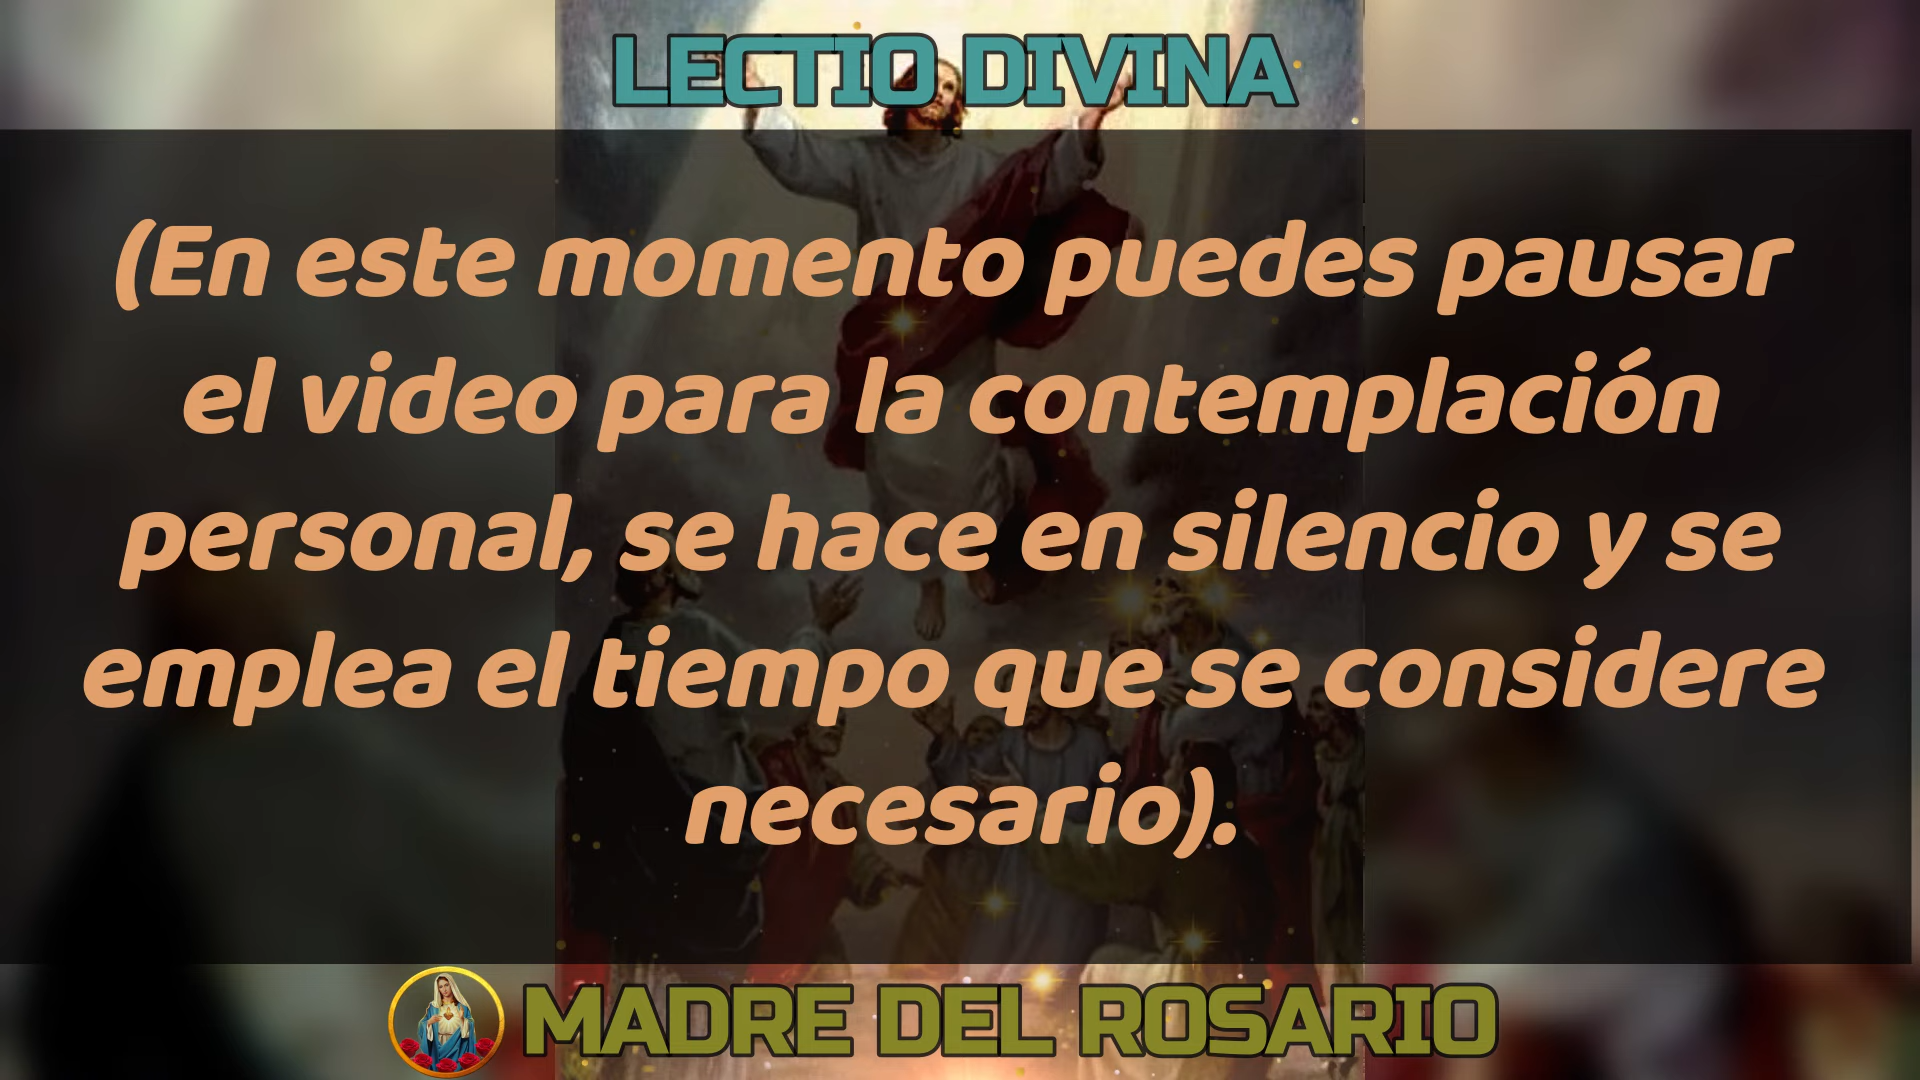 LECTIO DIVINA
(En este momento puedes pausar
el video para la contemplación
personal, se hace en silencio y se
emplea el tiempo que se considere
necesario).
MADRE DEL ROSARIO